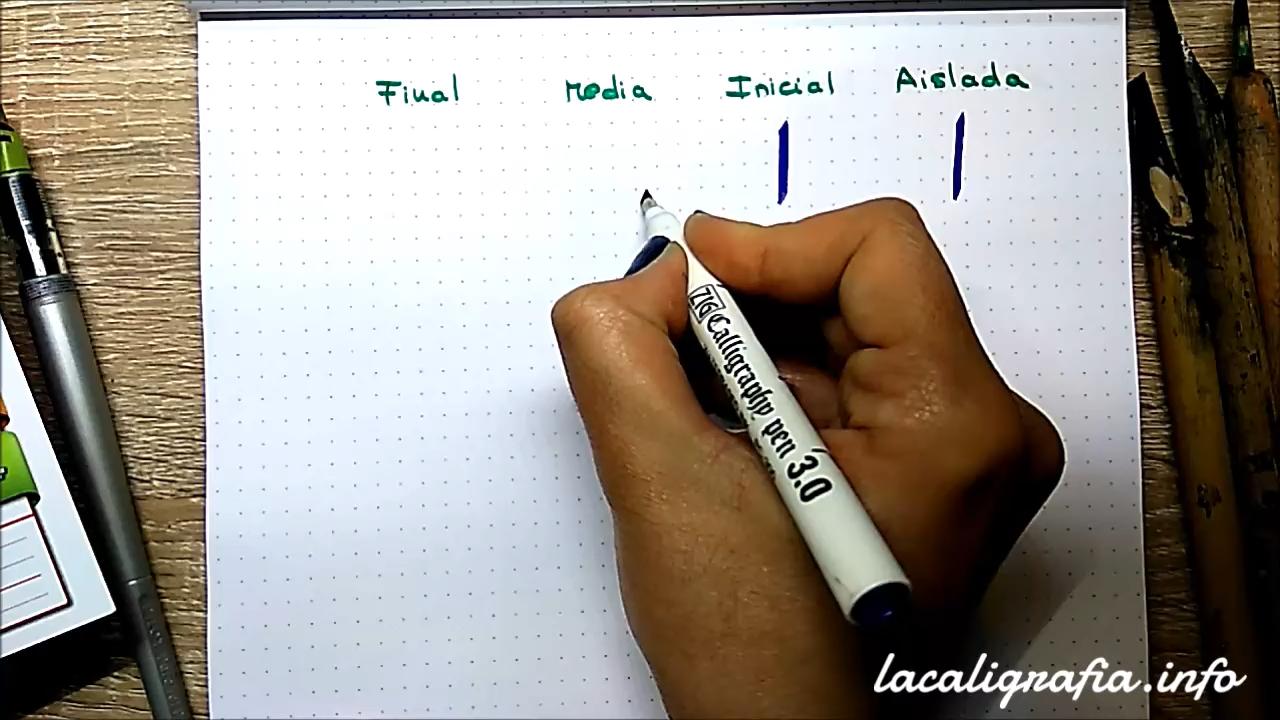 Final Media Inicial Aislada
ا ا
ZIG Calligraphy pen 3.0
lacaligrafia.info